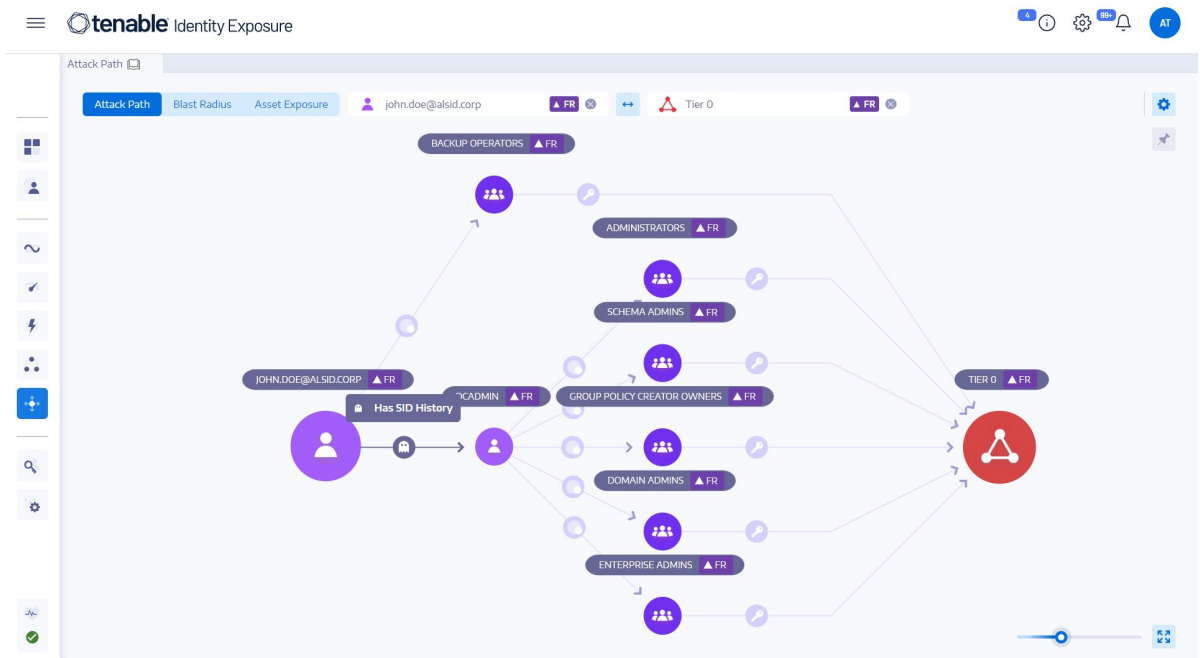 tenable Identity Exposure
4
99+
AT
Attack Path
Attack Path Blast Radius Asset Exposure john.doe@alsid.corp FR Tier 0 FR
BACKUP OPERATORS FR
ADMINISTRATORS FR
SCHEMA ADMINS FR
JOHN.DOE@ALSID.CORP FR
TIER 0 FR
DCADMIN FR
GROUP POLICY CREATOR OWNERS FR
Has SID History
DOMAIN ADMINS FR
ENTERPRISE ADMINS FR